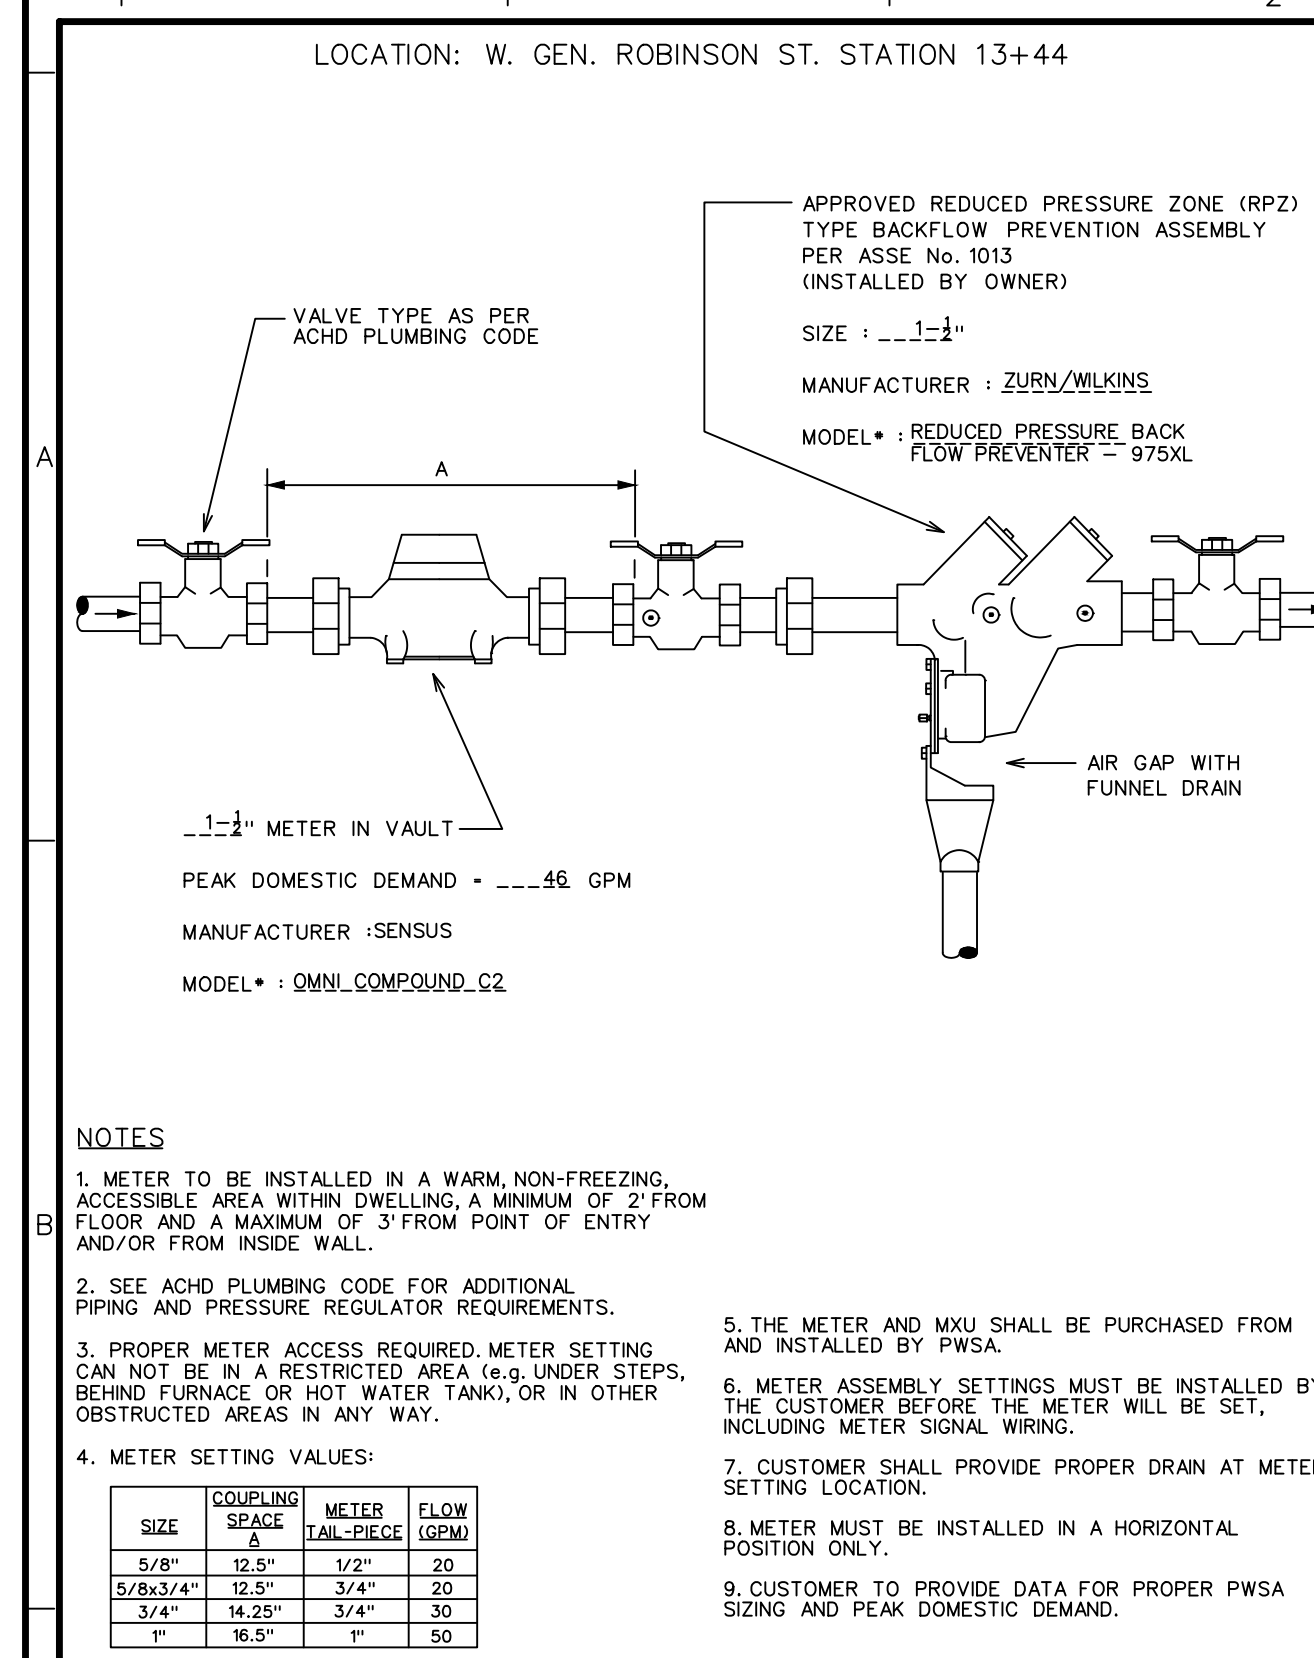 2
LOCATION: W. GEN. ROBINSON ST. STATION 13+44
APPROVED REDUCED PRESSURE ZONE (RPZ)
TYPE BACKFLOW PREVENTION ASSEMBLY
PER ASSE No. 1013
(INSTALLED BY OWNER)
SIZE : ___1-1/2"
MANUFACTURER : ZURN/WILKINS
MODEL# : REDUCED PRESSURE BACK
FLOW PREVENTER - 975XL
VALVE TYPE AS PER
ACHD PLUMBING CODE
A
A
AIR GAP WITH
FUNNEL DRAIN
__1-1/2" METER IN VAULT
PEAK DOMESTIC DEMAND = ___46 GPM
MANUFACTURER :SENSUS
MODEL# : OMNI_COMPOUND_C2
NOTES
1. METER TO BE INSTALLED IN A WARM, NON-FREEZING,
ACCESSIBLE AREA WITHIN DWELLING, A MINIMUM OF 2' FROM
FLOOR AND A MAXIMUM OF 3' FROM POINT OF ENTRY
AND/OR FROM INSIDE WALL.
B
2. SEE ACHD PLUMBING CODE FOR ADDITIONAL
PIPING AND PRESSURE REGULATOR REQUIREMENTS.
3. PROPER METER ACCESS REQUIRED. METER SETTING
CAN NOT BE IN A RESTRICTED AREA (e.g. UNDER STEPS,
BEHIND FURNACE OR HOT WATER TANK), OR IN OTHER
OBSTRUCTED AREAS IN ANY WAY.
4. METER SETTING VALUES:
SIZE COUPLING SPACE A METER TAIL-PIECE FLOW (GPM)
5/8" 12.5" 1/2" 20
5/8x3/4" 12.5" 3/4" 20
3/4" 14.25" 3/4" 30
1" 16.5" 1" 50
5. THE METER AND MXU SHALL BE PURCHASED FROM
AND INSTALLED BY PWSA.
6. METER ASSEMBLY SETTINGS MUST BE INSTALLED BY
THE CUSTOMER BEFORE THE METER WILL BE SET,
INCLUDING METER SIGNAL WIRING.
7. CUSTOMER SHALL PROVIDE PROPER DRAIN AT METER
SETTING LOCATION.
8. METER MUST BE INSTALLED IN A HORIZONTAL
POSITION ONLY.
9. CUSTOMER TO PROVIDE DATA FOR PROPER PWSA
SIZING AND PEAK DOMESTIC DEMAND.